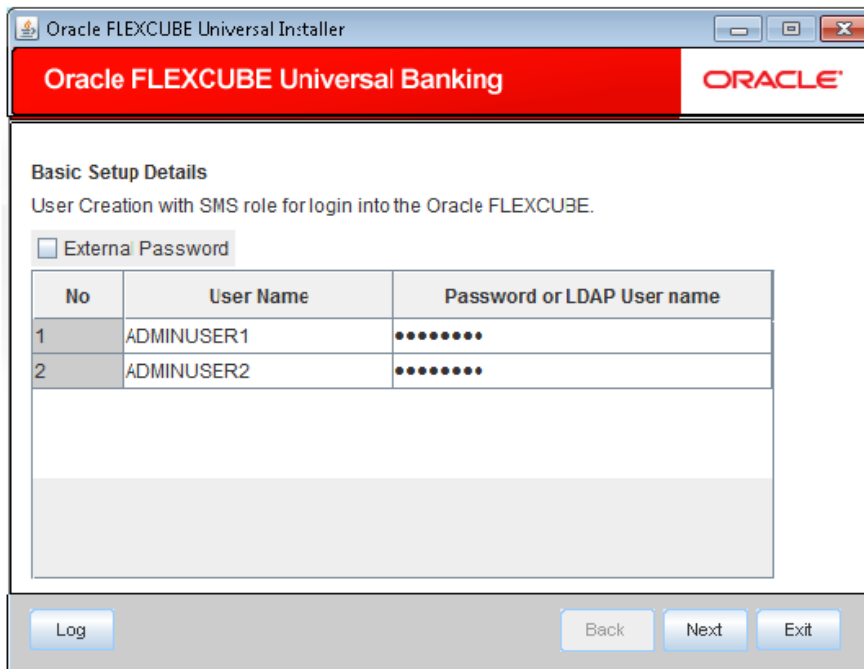 Oracle FLEXCUBE Universal Installer
Oracle FLEXCUBE Universal Banking
ORACLE
Basic Setup Details
User Creation with SMS role for login into the Oracle FLEXCUBE.
External Password
No User Name Password or LDAP User name
1 ADMINUSER1 ••••••••
2 ADMINUSER2 ••••••••
Log Back Next Exit